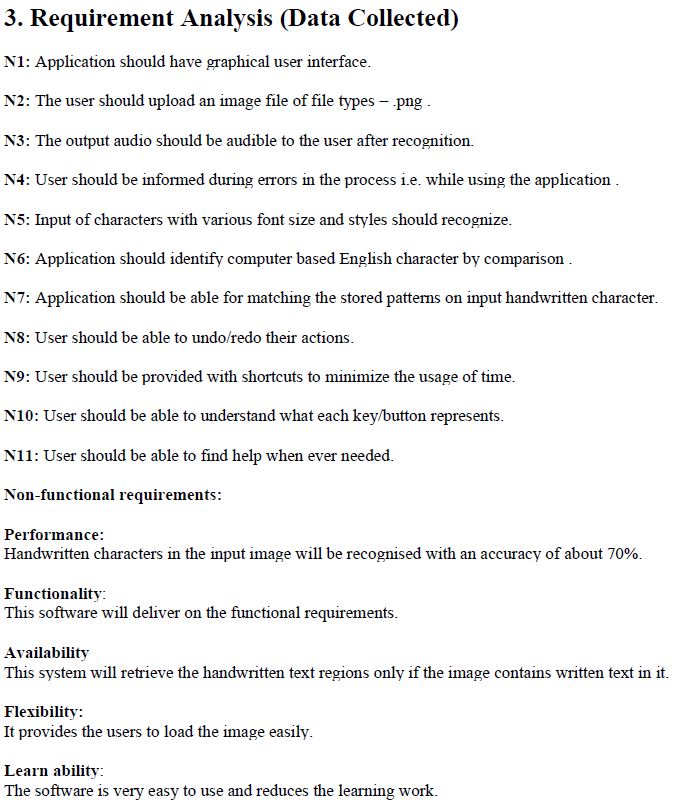 3. Requirement Analysis (Data Collected)
N1: Application should have graphical user interface.
N2: The user should upload an image file of file types – .png .
N3: The output audio should be audible to the user after recognition.
N4: User should be informed during errors in the process i.e. while using the application .
N5: Input of characters with various font size and styles should recognize.
N6: Application should identify computer based English character by comparison .
N7: Application should be able for matching the stored patterns on input handwritten character.
N8: User should be able to undo/redo their actions.
N9: User should be provided with shortcuts to minimize the usage of time.
N10: User should be able to understand what each key/button represents.
N11: User should be able to find help when ever needed.
Non-functional requirements:
Performance:
Handwritten characters in the input image will be recognised with an accuracy of about 70%.
Functionality:
This software will deliver on the functional requirements.
Availability
This system will retrieve the handwritten text regions only if the image contains written text in it.
Flexibility:
It provides the users to load the image easily.
Learn ability:
The software is very easy to use and reduces the learning work.